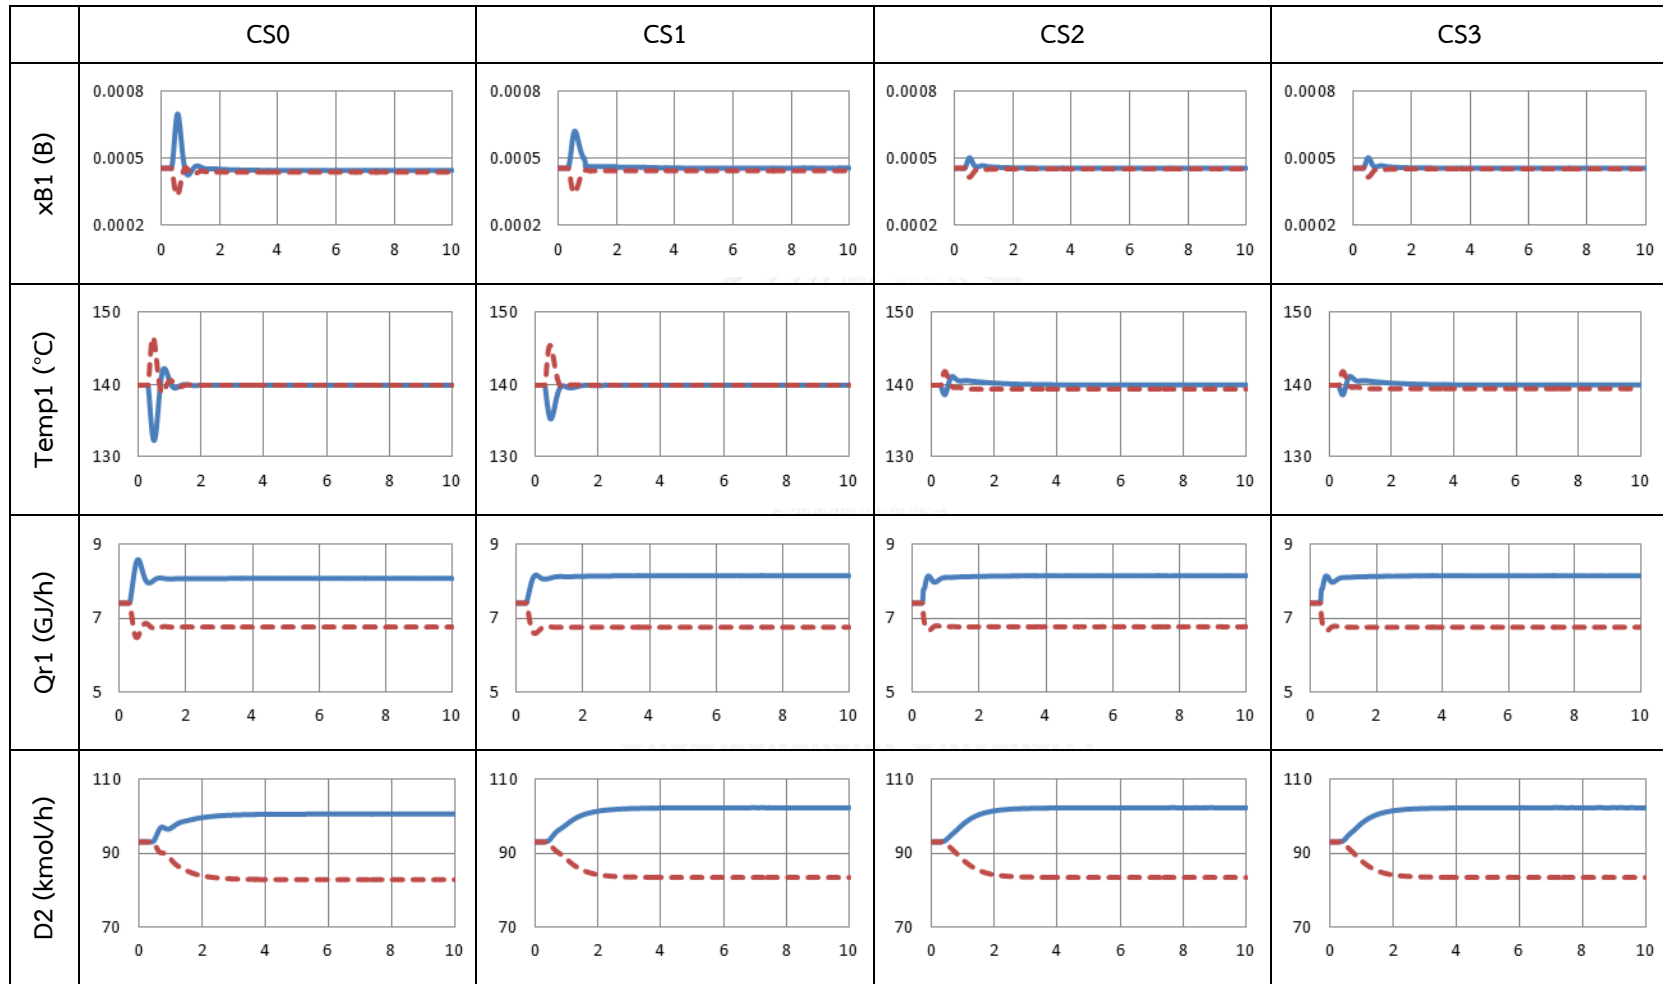 CS0 CS1 CS2 CS3
xB1 (B)
0.0008 0.0008 0.0008 0.0008
0.0005 0.0005 0.0005 0.0005
0.0002 0.0002 0.0002 0.0002
0 2 4 6 8 10 0 2 4 6 8 10 0 2 4 6 8 10 0 2 4 6 8 10
Temp1 (°C)
150 150 150 150
140 140 140 140
130 130 130 130
0 2 4 6 8 10 0 2 4 6 8 10 0 2 4 6 8 10 0 2 4 6 8 10
Qr1 (GJ/h)
9 9 9 9
7 7 7 7
5 5 5 5
0 2 4 6 8 10 0 2 4 6 8 10 0 2 4 6 8 10 0 2 4 6 8 10
D2 (kmol/h)
110 110 110 110
90 90 90 90
70 70 70 70
0 2 4 6 8 10 0 2 4 6 8 10 0 2 4 6 8 10 0 2 4 6 8 10